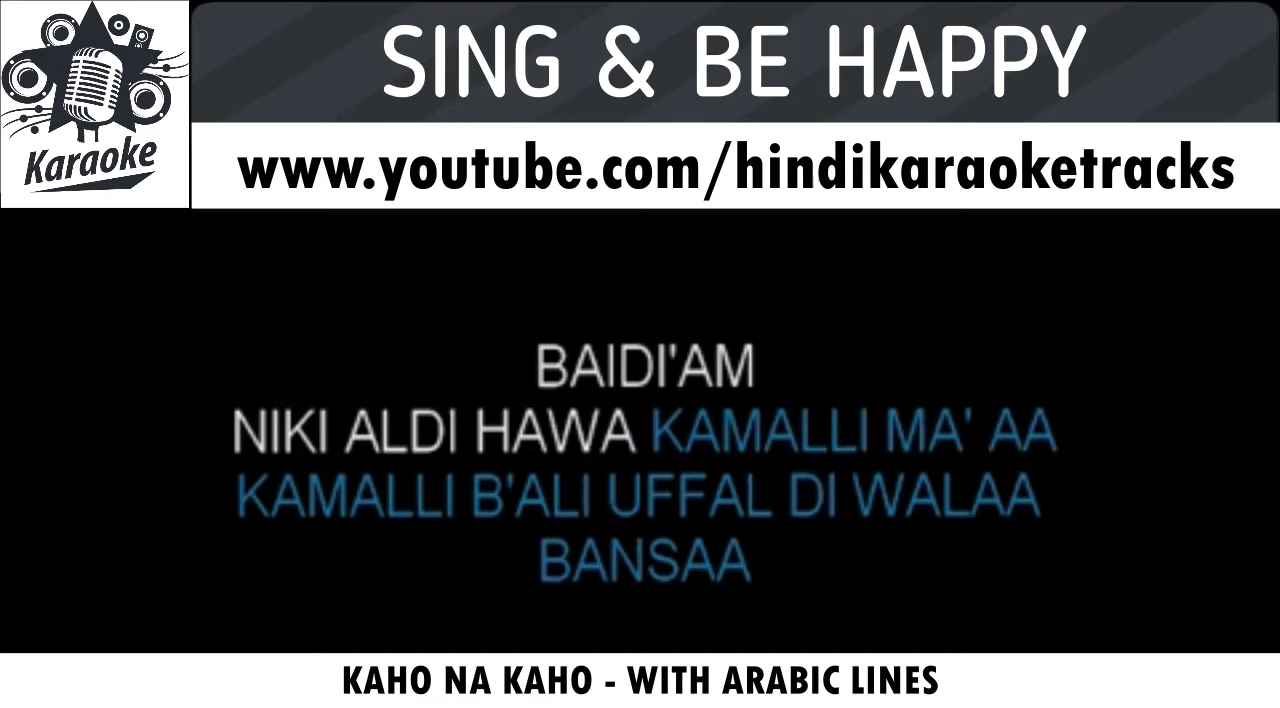 Karaoke
SING & BE HAPPY
www.youtube.com/hindikaraoketracks
BAIDI'AM
NIKI ALDI HAWA KAMALLI MA' AA
KAMALLI B'ALI UFFAL DI WALAA
BANSAA
KAHO NA KAHO - WITH ARABIC LINES